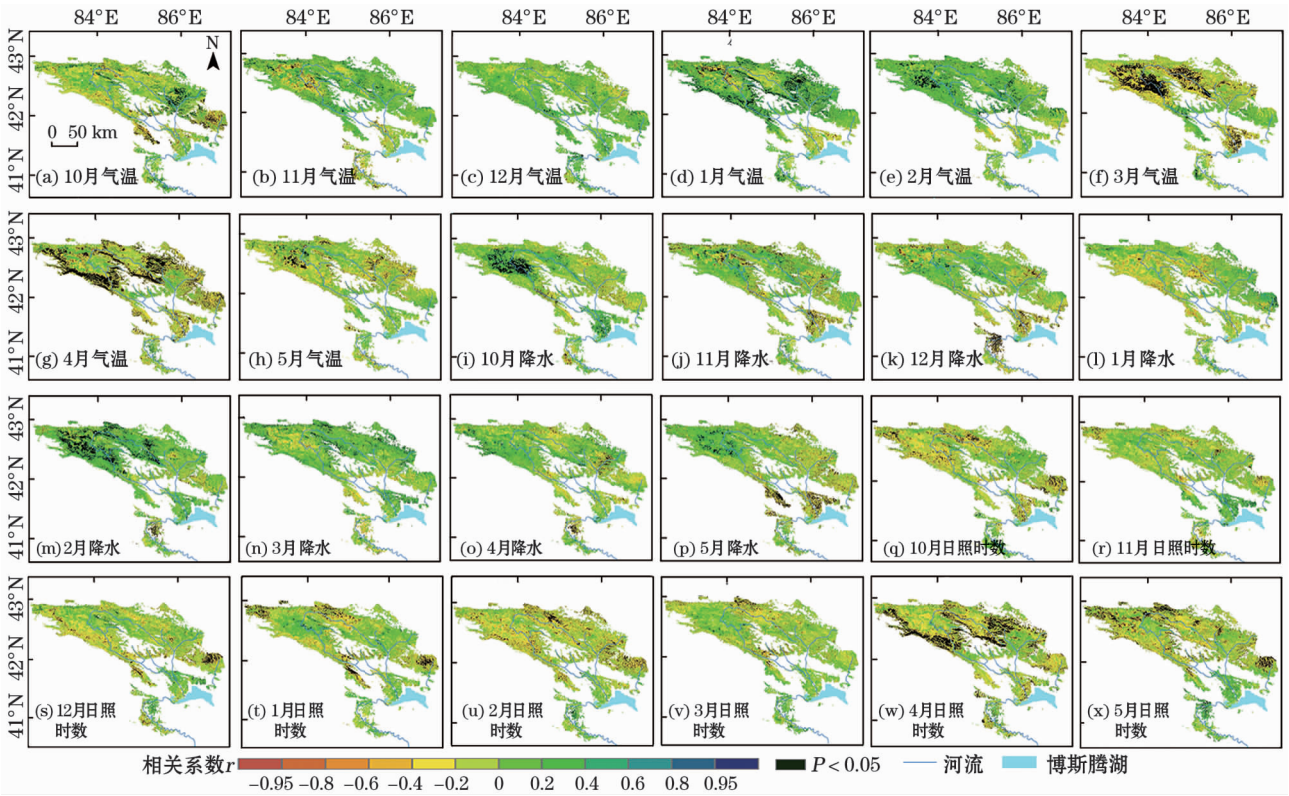 84°E 86°E 84°E 86°E 84°E 86°E 84°E 86°E 84°E 86°E 84°E 86°E
43°N
42°N
41°N
N
0 50 km
(a) 10月气温
(b) 11月气温
(c) 12月气温
(d) 1月气温
(e) 2月气温
(f) 3月气温
43°N
42°N
41°N
(g) 4月气温
(h) 5月气温
(i) 10月降水
(j) 11月降水
(k) 12月降水
(l) 1月降水
43°N
42°N
41°N
(m) 2月降水
(n) 3月降水
(o) 4月降水
(p) 5月降水
(q) 10月日照时数
(r) 11月日照时数
43°N
42°N
41°N
(s) 12月日照
时数
(t) 1月日照
时数
(u) 2月日照
时数
(v) 3月日照
时数
(w) 4月日照
时数
(x) 5月日照
时数
相关系数r
P<0.05
河流
博斯腾湖
-0.95 -0.8 -0.6 -0.4 -0.2 0 0.2 0.4 0.6 0.8 0.95